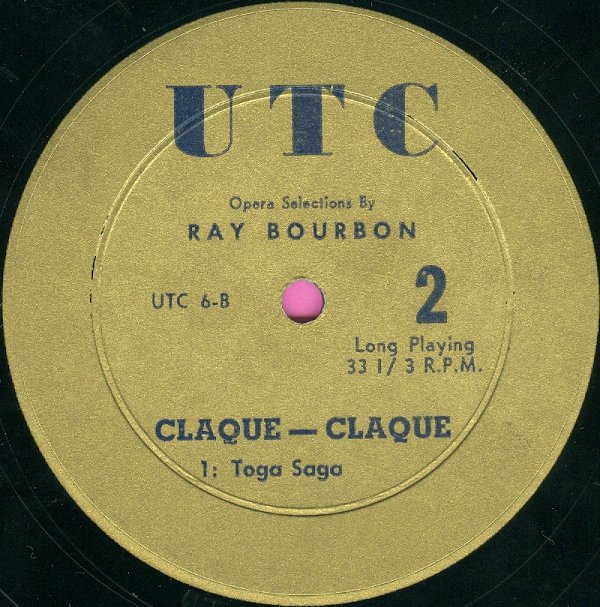 UTC
Opera Selections By
RAY BOURBON
UTC 6-B
2
Long Playing
33 1/ 3 R.P.M.
CLAQUE — CLAQUE
1: Toga Saga